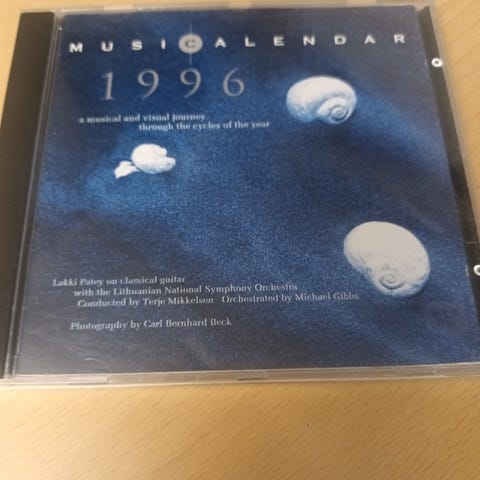 MUSICALENDAR
1996
a musical and visual journey
through the cycles of the year
Lakki Patey on classical guitar
with the Lithuanian National Symphony Orchestra
Conducted by Terje Mikkelsen Orchestrated by Michael Gibbs
Photography by Carl Bernhard Beck